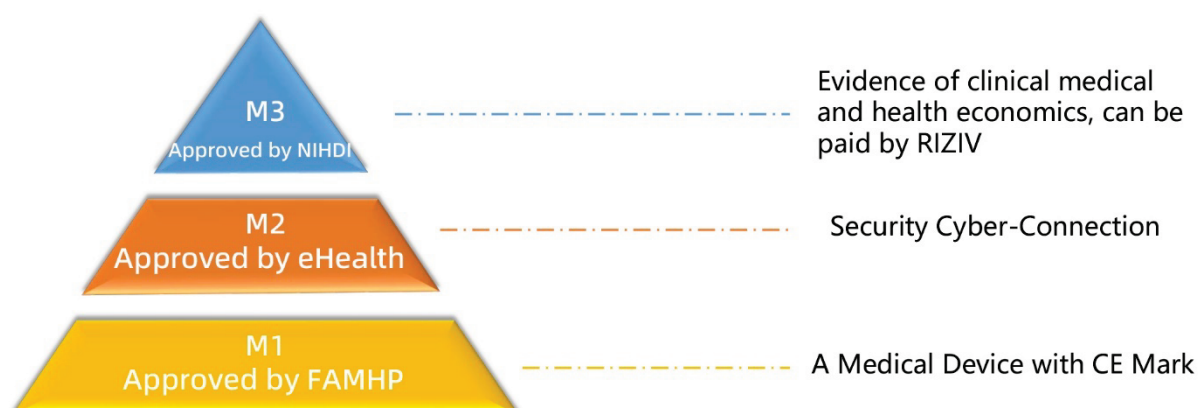 M3
Approved by NIHDI
Evidence of clinical medical
and health economics, can be
paid by RIZIV
M2
Approved by eHealth
Security Cyber-Connection
M1
Approved by FAMHP
A Medical Device with CE Mark